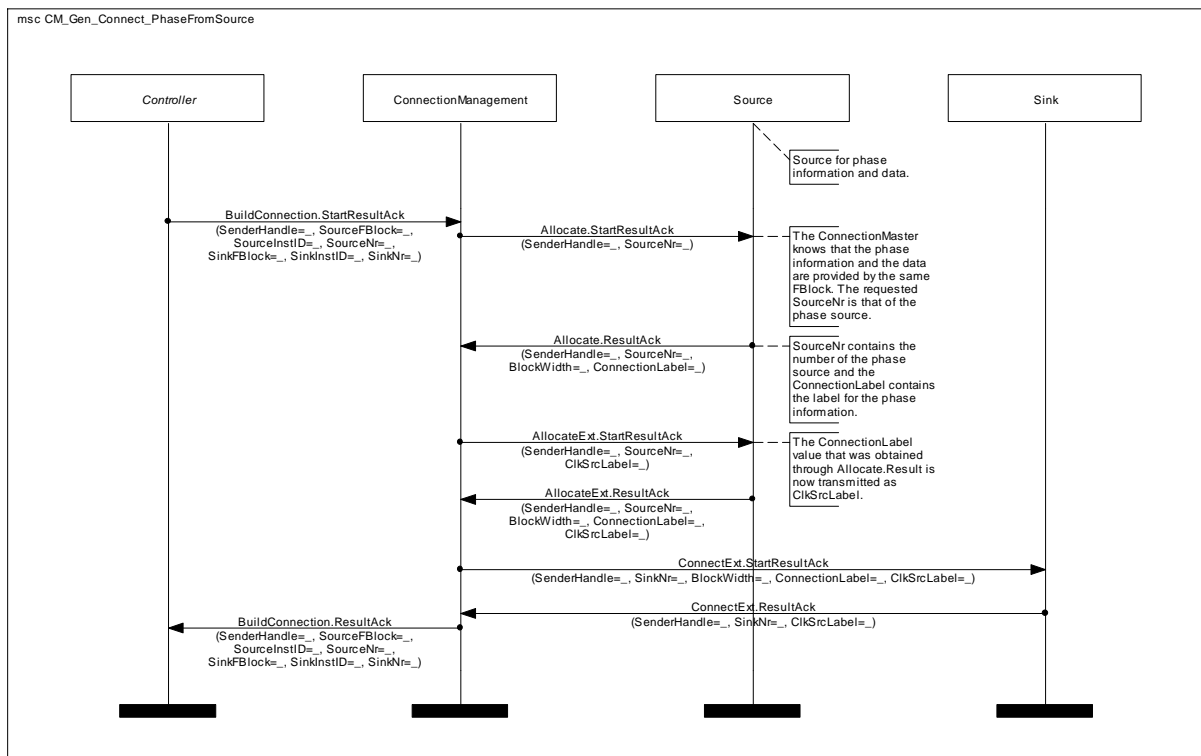 msc CM_Gen_Connect_PhaseFromSource
Controller
ConnectionManagement
Source
Sink
Source for phase
information and data.
BuildConnection.StartResultAck
(SenderHandle=_, SourceFBlock=_,
SourceInstID=_, SourceNr=_,
SinkFBlock=_, SinkInstID=_, SinkNr=_)
Allocate.StartResultAck
(SenderHandle=_, SourceNr=_)
The ConnectionMaster
knows that the phase
information and the data
are provided by the same
FBlock. The requested
SourceNr is that of the
phase source.
Allocate.ResultAck
(SenderHandle=_, SourceNr=_,
BlockWidth=_, ConnectionLabel=_)
SourceNr contains the
number of the phase
source and the
ConnectionLabel contains
the label for the phase
information.
AllocateExt.StartResultAck
(SenderHandle=_, SourceNr=_,
ClkSrcLabel=_)
The ConnectionLabel
value that was obtained
through Allocate.Result is
now transmitted as
ClkSrcLabel.
AllocateExt.ResultAck
(SenderHandle=_, SourceNr=_,
BlockWidth=_, ConnectionLabel=_,
ClkSrcLabel=_)
ConnectExt.StartResultAck
(SenderHandle=_, SinkNr=_, BlockWidth=_, ConnectionLabel=_, ClkSrcLabel=_)
ConnectExt.ResultAck
(SenderHandle=_, SinkNr=_, ClkSrcLabel=_)
BuildConnection.ResultAck
(SenderHandle=_, SourceFBlock=_,
SourceInstID=_, SourceNr=_,
SinkFBlock=_, SinkInstID=_, SinkNr=_)